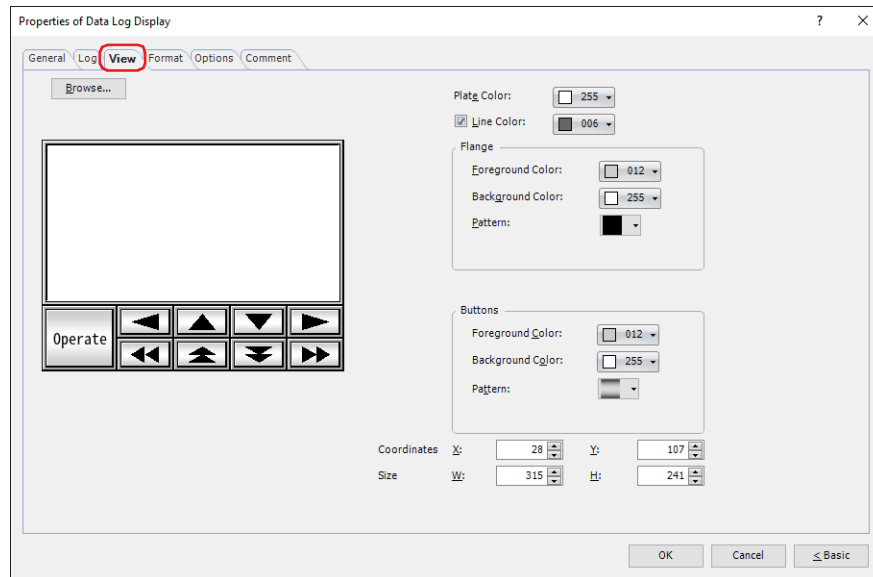 Properties of Data Log Display ? ×
General Log View Format Options Comment
Browse...
Plate Color: 255
Line Color: 006
Flange
Foreground Color: 012
Background Color: 255
Pattern:
Operate
Buttons
Foreground Color: 012
Background Color: 255
Pattern:
Coordinates X: 28 Y: 107
Size W: 315 H: 241
OK Cancel < Basic